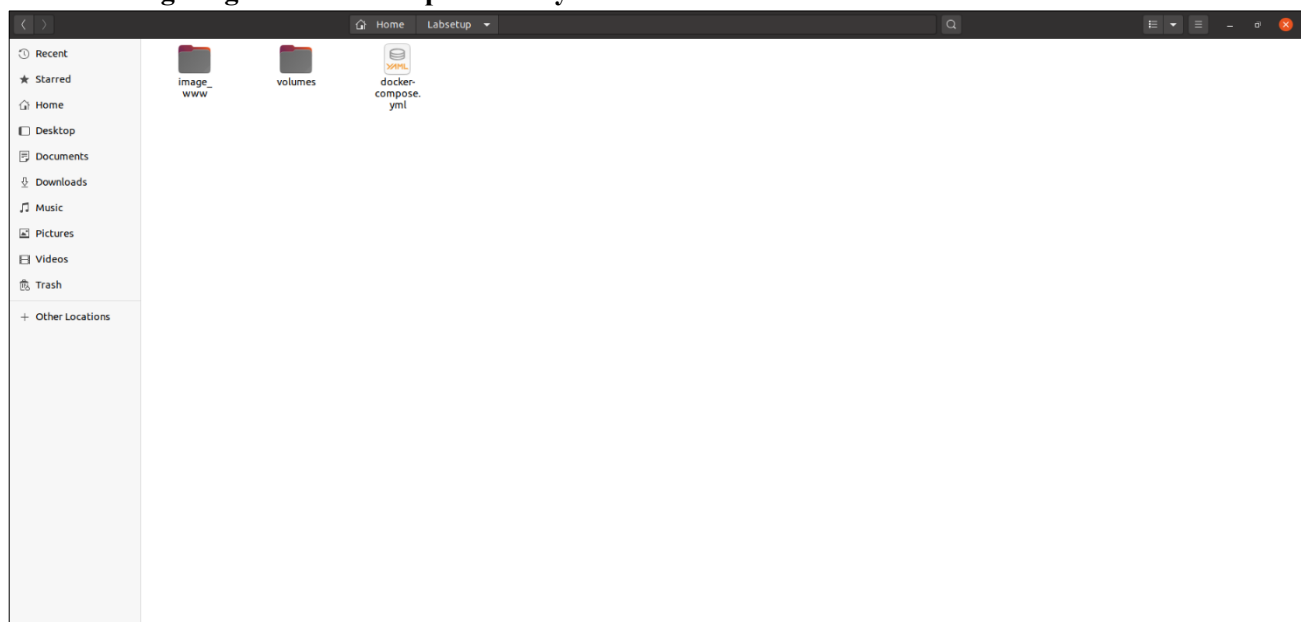 Home Labsetup
Recent
Starred
Home
Desktop
Documents
Downloads
Music
Pictures
Videos
Trash
+ Other Locations
image_
www
volumes
YAML
docker-
compose.
yml